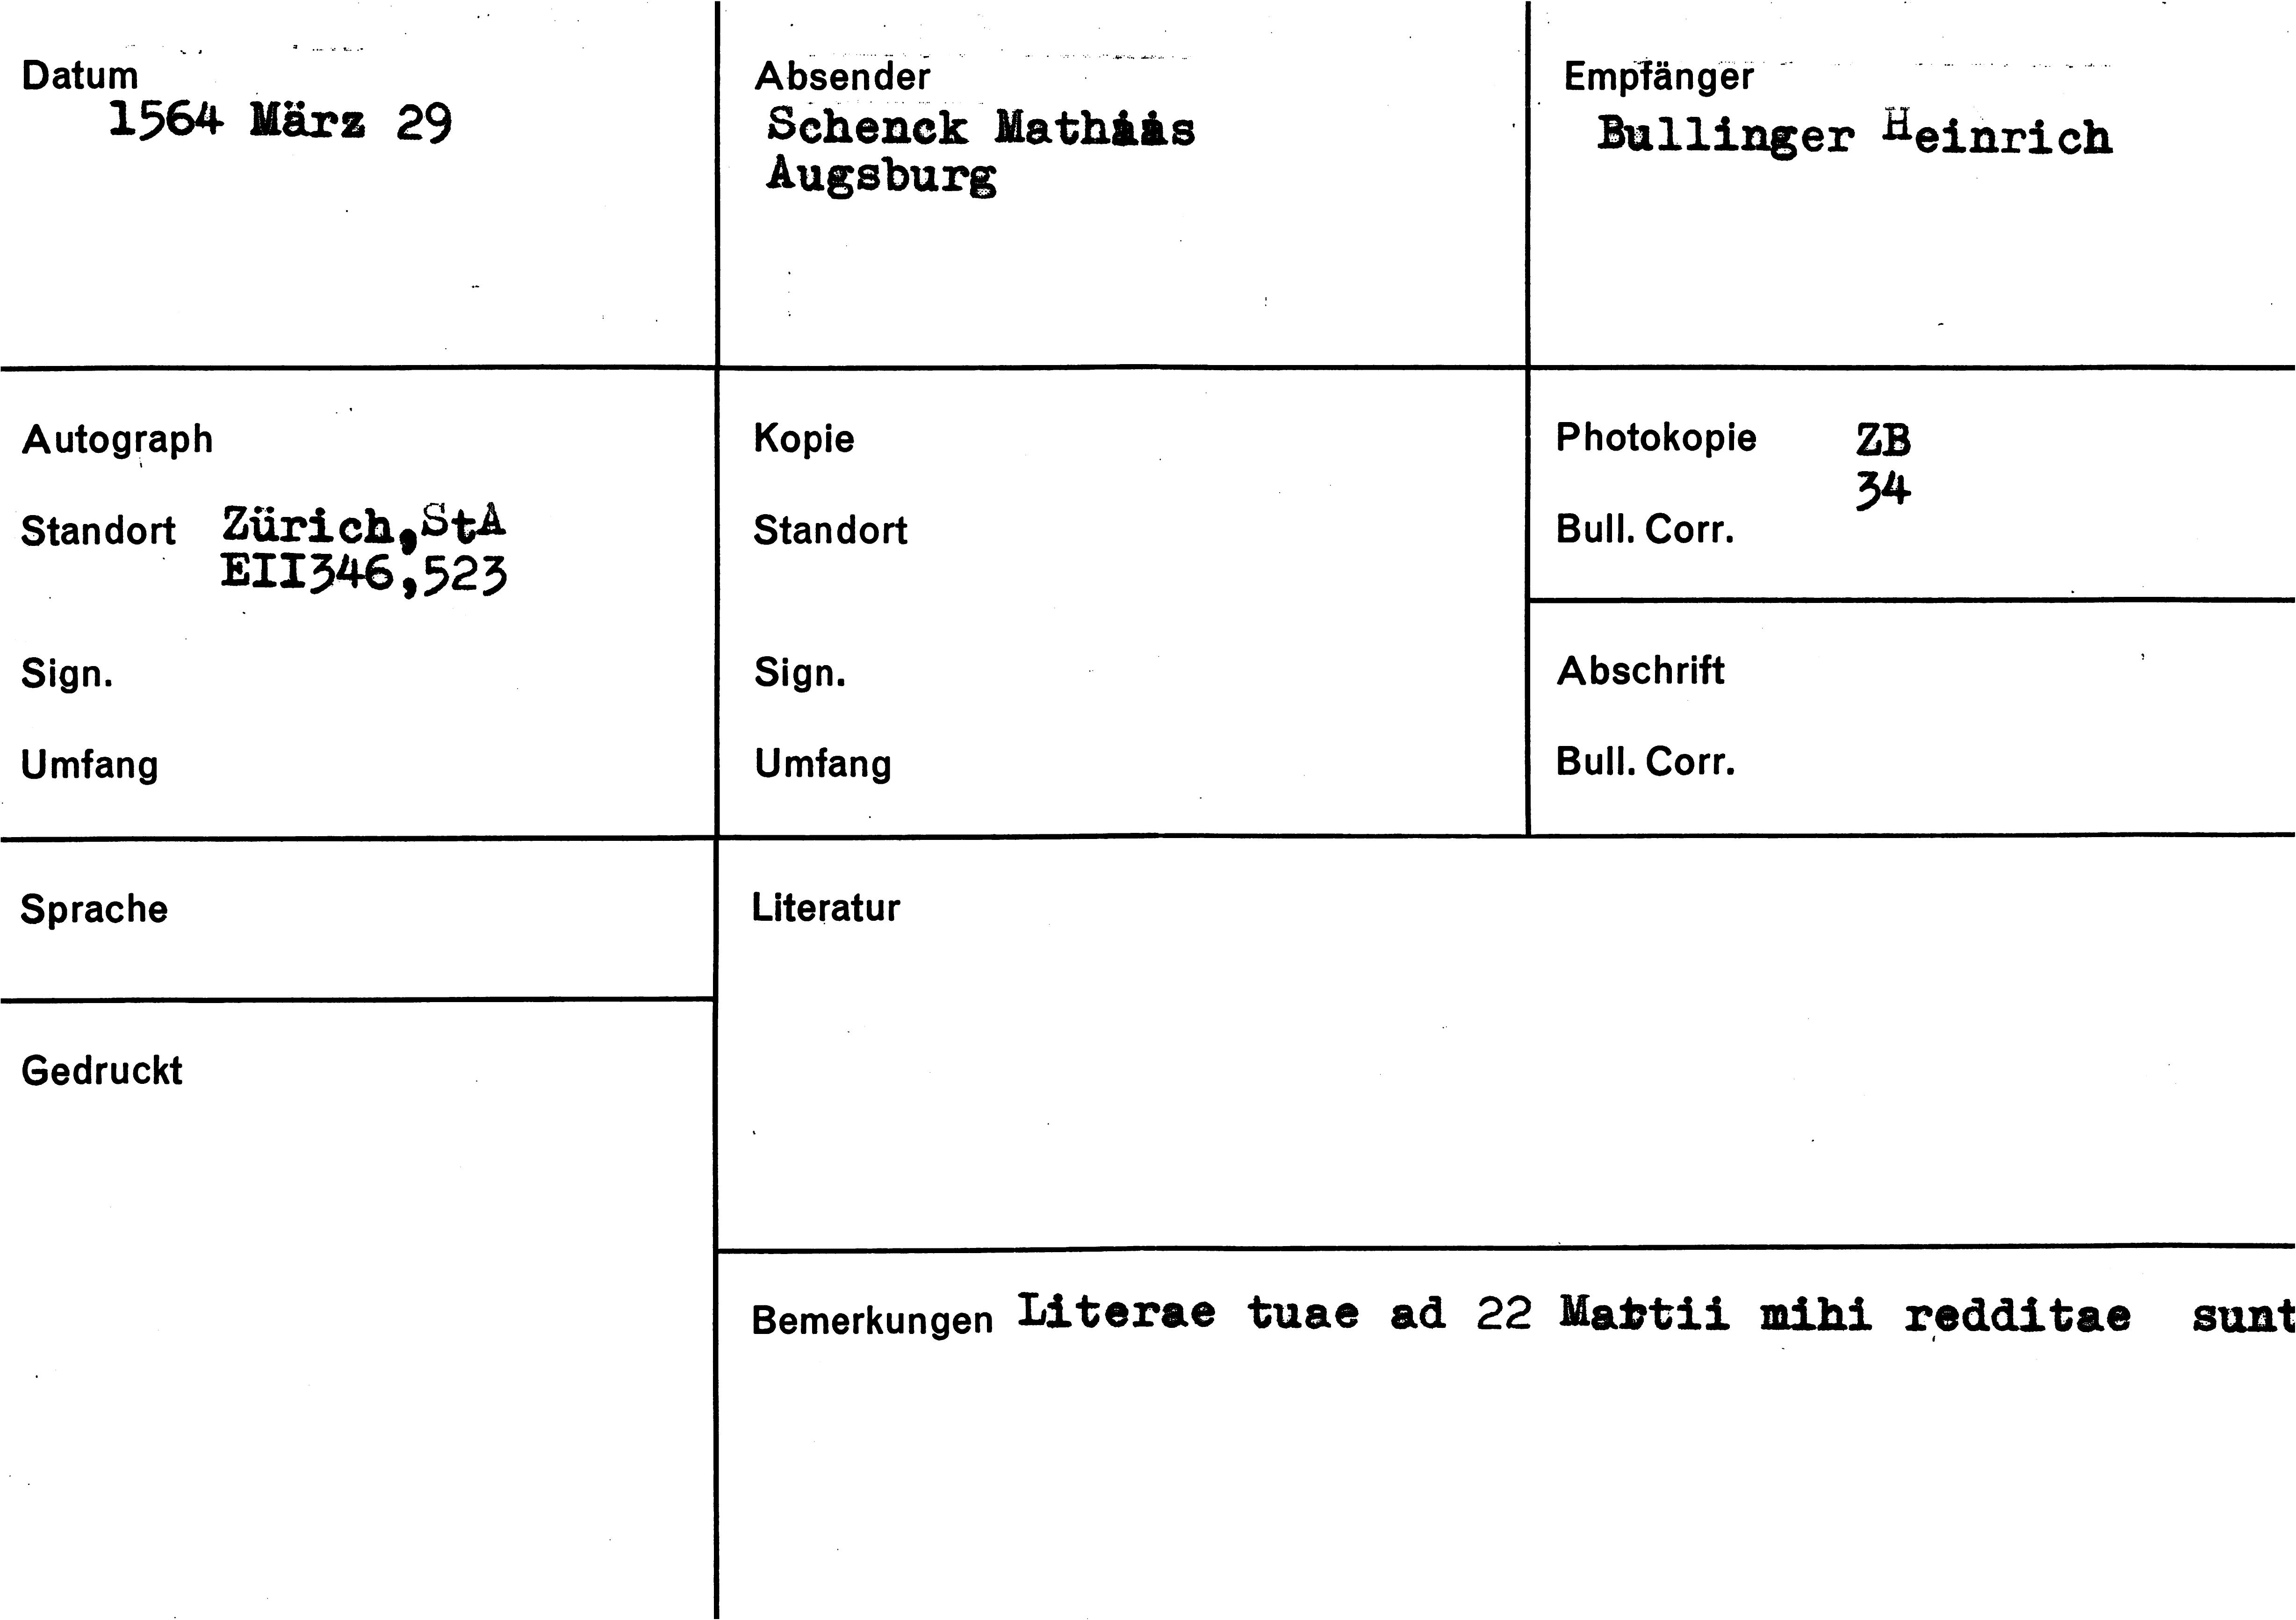 Datum
1564 März 29
Absender
Schenck Mathias
Augsburg
Empfänger
Bullinger Heinrich
Autograph
Standort Zürich,StA
EII346,523
Sign.
Umfang
Kopie
Standort
Sign.
Umfang
Photokopie ZB
34
Bull. Corr.
Abschrift
Bull. Corr.
Sprache
Literatur
Gedruckt
Bemerkungen Literae tuae ad 22 Martii mihi redditae sunt